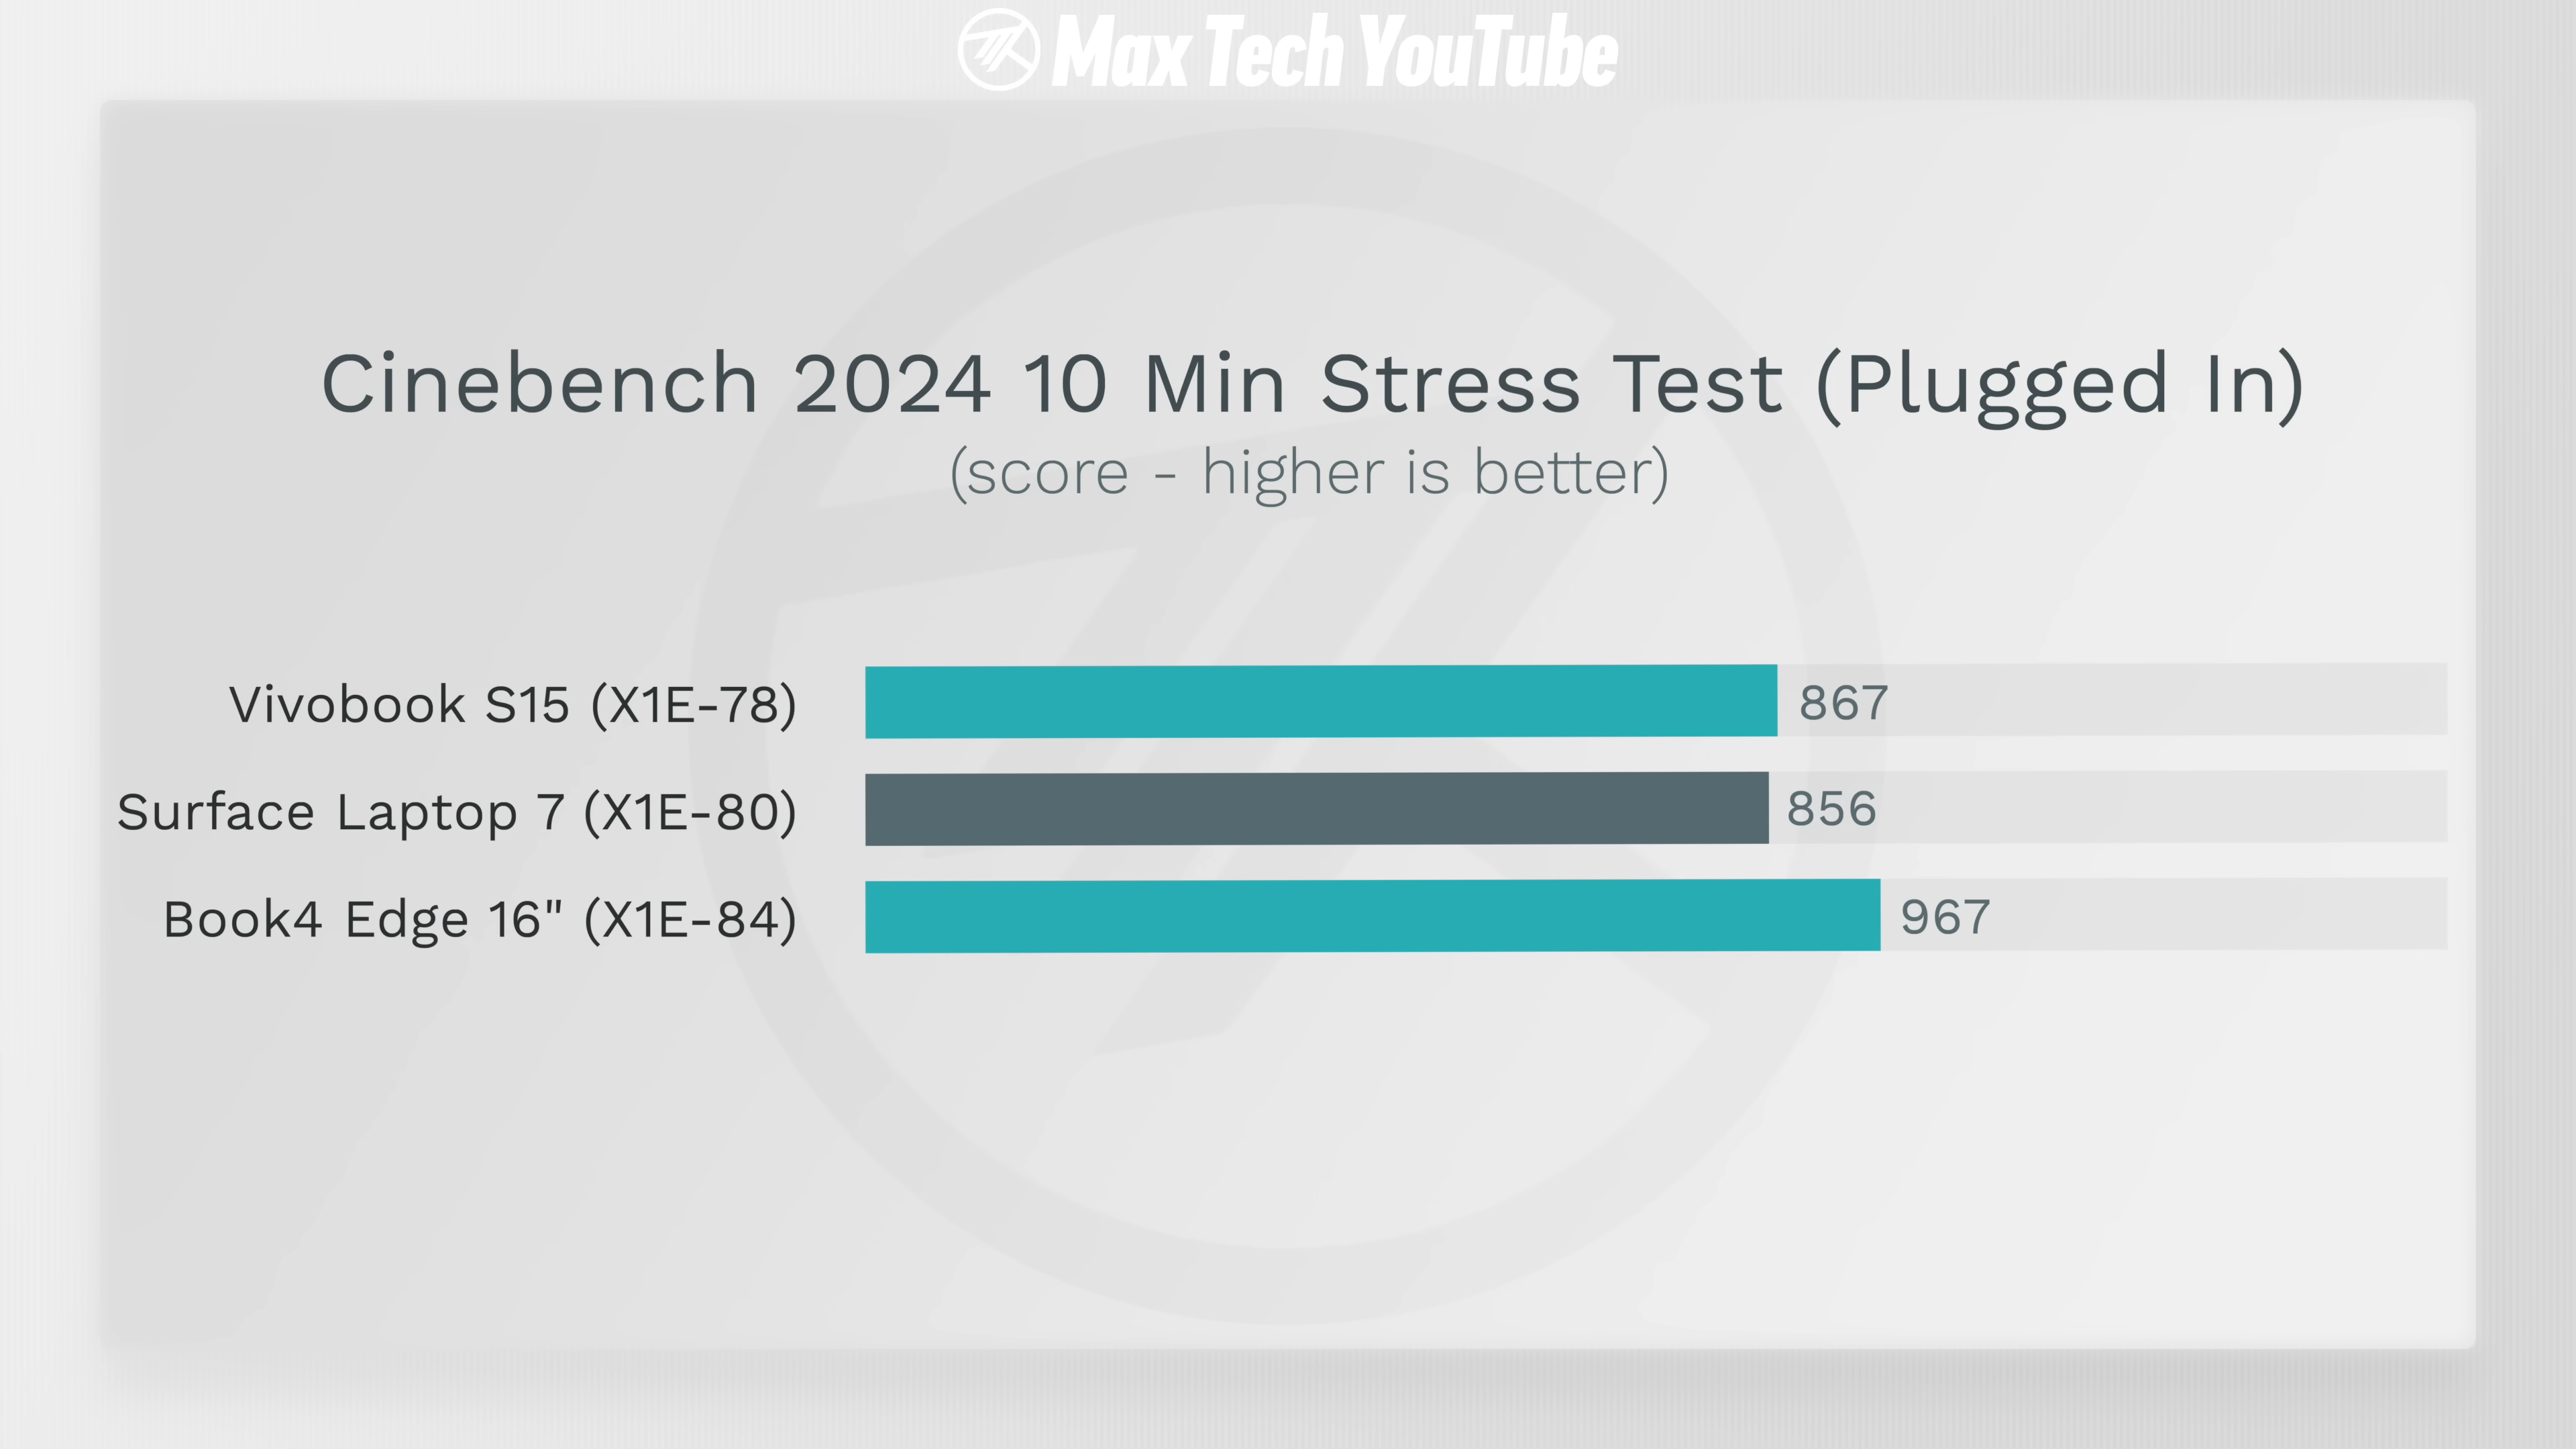 Max Tech YouTube
Cinebench 2024 10 Min Stress Test (Plugged In)
(score - higher is better)
Vivobook S15 (X1E-78) 867
Surface Laptop 7 (X1E-80) 856
Book4 Edge 16" (X1E-84) 967